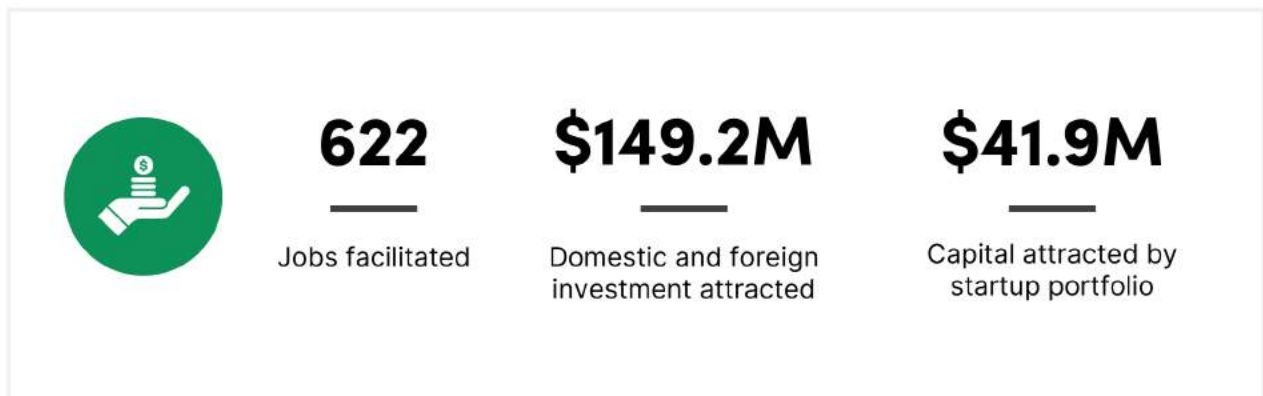 $
622
$149.2M
$41.9M
Jobs facilitated
Domestic and foreign
investment attracted
Capital attracted by
startup portfolio